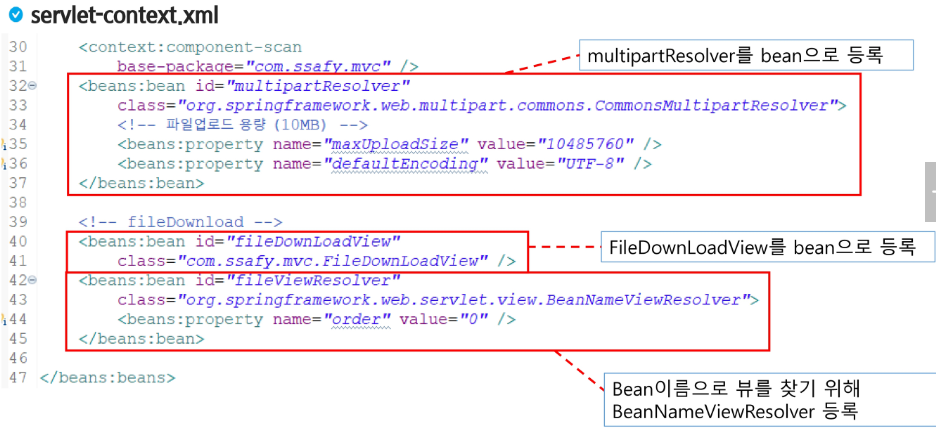 servlet-context.xml
30 <context:component-scan
31 base-package="com.ssafy.mvc" />
32 <beans:bean id="multipartResolver"
33 class="org.springframework.web.multipart.commons.CommonsMultipartResolver">
34 <!-- 파일업로드 용량 (10MB) -->
35 <beans:property name="maxUploadSize" value="10485760" />
36 <beans:property name="defaultEncoding" value="UTF-8" />
37 </beans:bean>
38
39 <!-- fileDownload -->
40 <beans:bean id="fileDownLoadView"
41 class="com.ssafy.mvc.FileDownLoadView" />
42 <beans:bean id="fileViewResolver"
43 class="org.springframework.web.servlet.view.BeanNameViewResolver">
44 <beans:property name="order" value="0" />
45 </beans:bean>
46
47 </beans:beans>
multipartResolver를 bean으로 등록
FileDownLoadView를 bean으로 등록
Bean이름으로 뷰를 찾기 위해
BeanNameViewResolver 등록